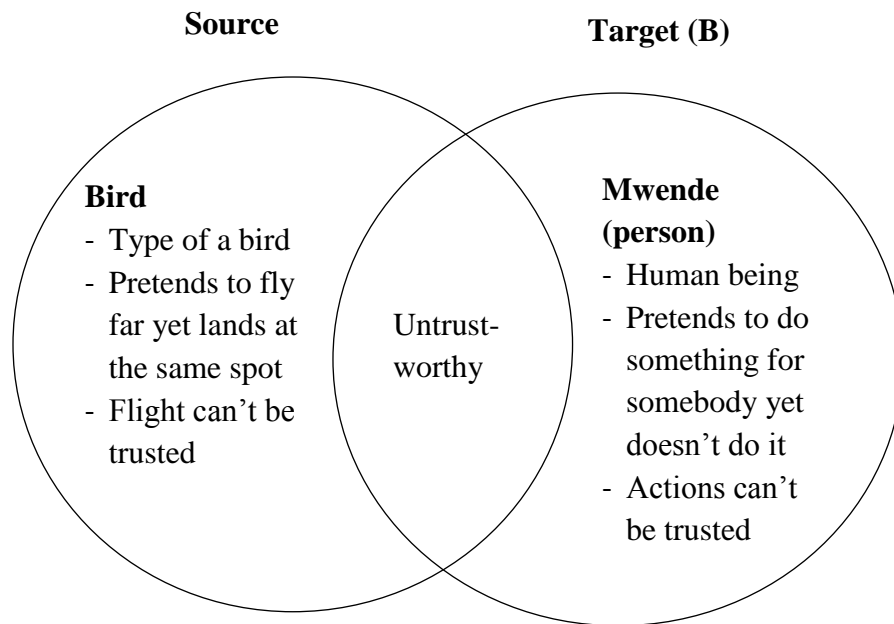 Source
Target (B)
Bird
- Type of a bird
- Pretends to fly
far yet lands at
the same spot
- Flight can’t be
trusted
Untrust-
worthy
Mwende
(person)
- Human being
- Pretends to do
something for
somebody yet
doesn’t do it
- Actions can’t
be trusted